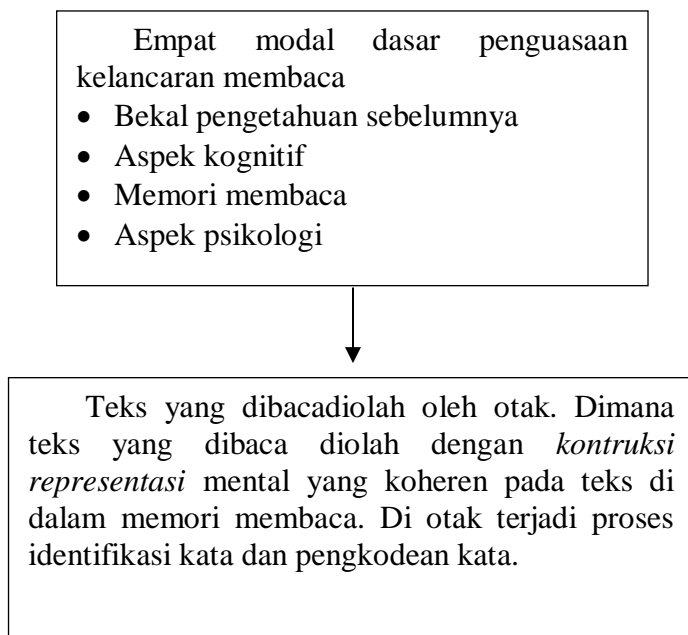 Empat modal dasar penguasaan
kelancaran membaca
• Bekal pengetahuan sebelumnya
• Aspek kognitif
• Memori membaca
• Aspek psikologi
Teks yang dibacadiolah oleh otak. Dimana
teks yang dibaca diolah dengan kontruksi
representasi mental yang koheren pada teks di
dalam memori membaca. Di otak terjadi proses
identifikasi kata dan pengkodean kata.